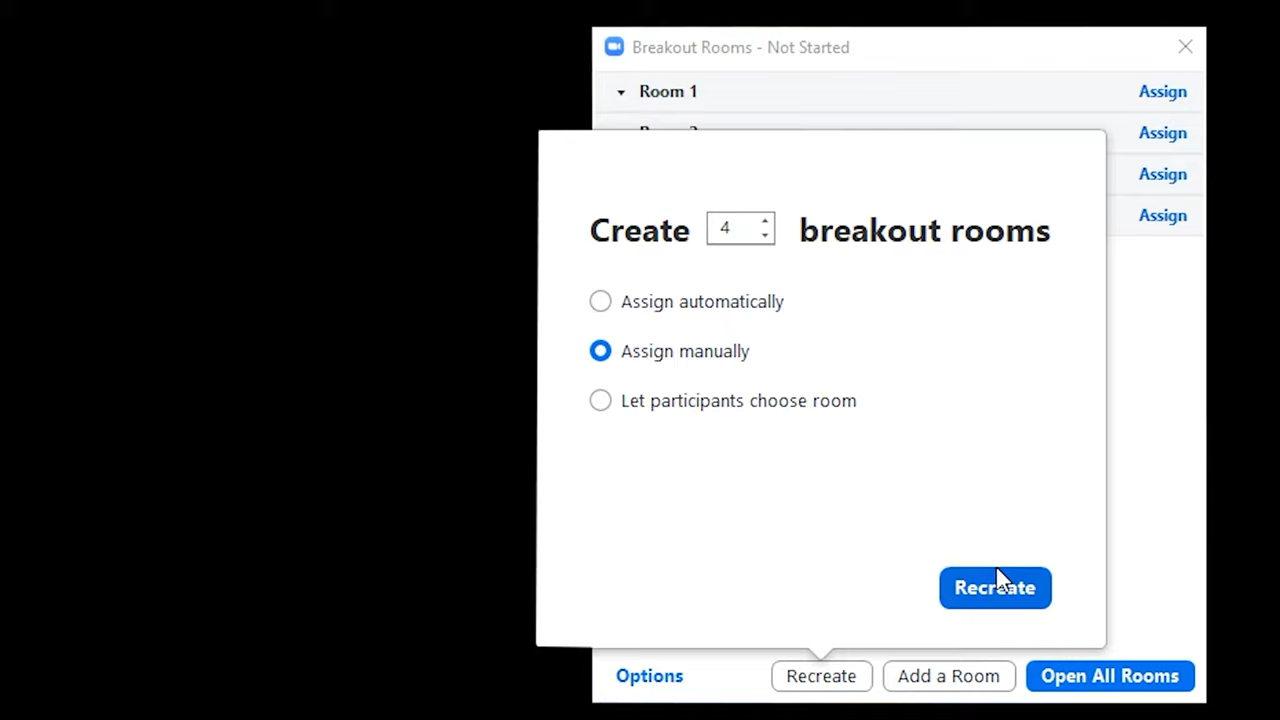 Breakout Rooms - Not Started
Room 1 Assign
Assign
Assign
Assign
Create 4 breakout rooms
Assign automatically
Assign manually
Let participants choose room
Recreate
Options Recreate Add a Room Open All Rooms